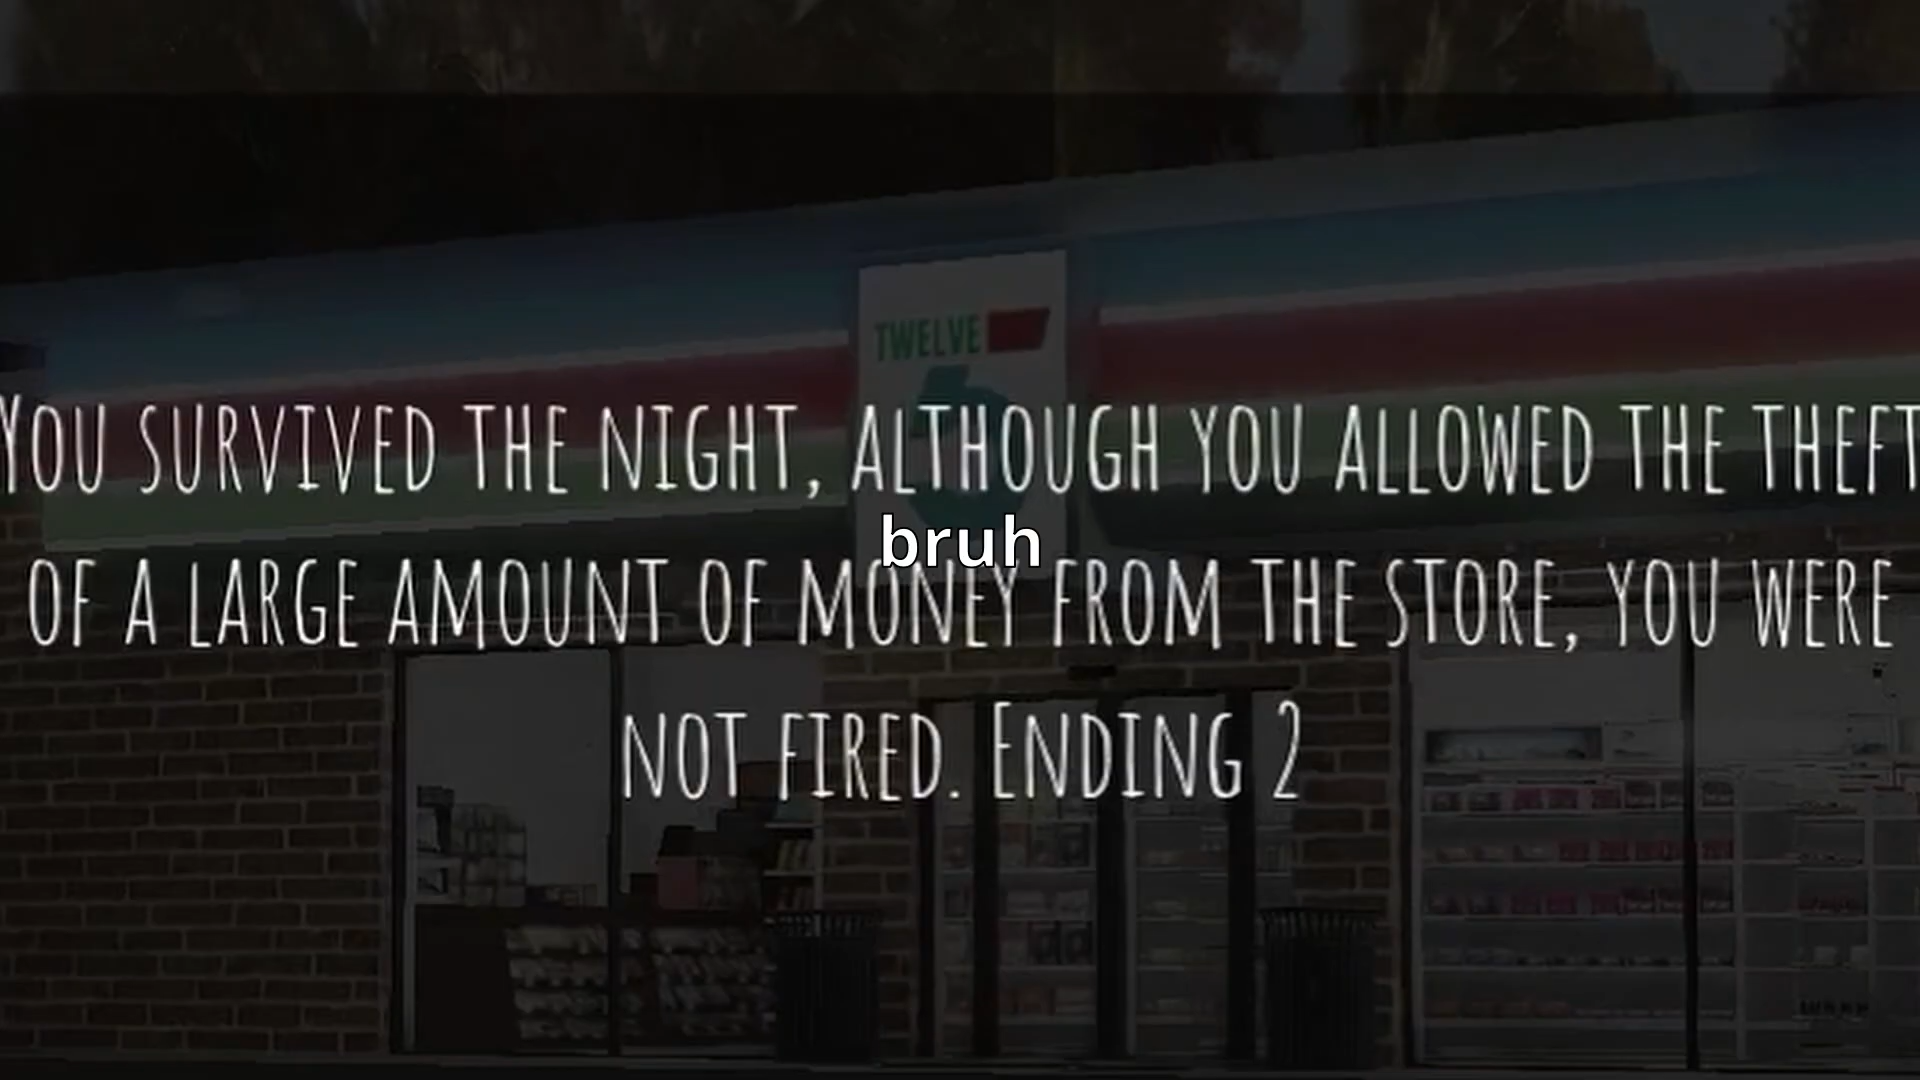 TWELVE
You survived the night, although you allowed the theft
bruh
of a large amount of money from the store, you were
not fired. Ending 2